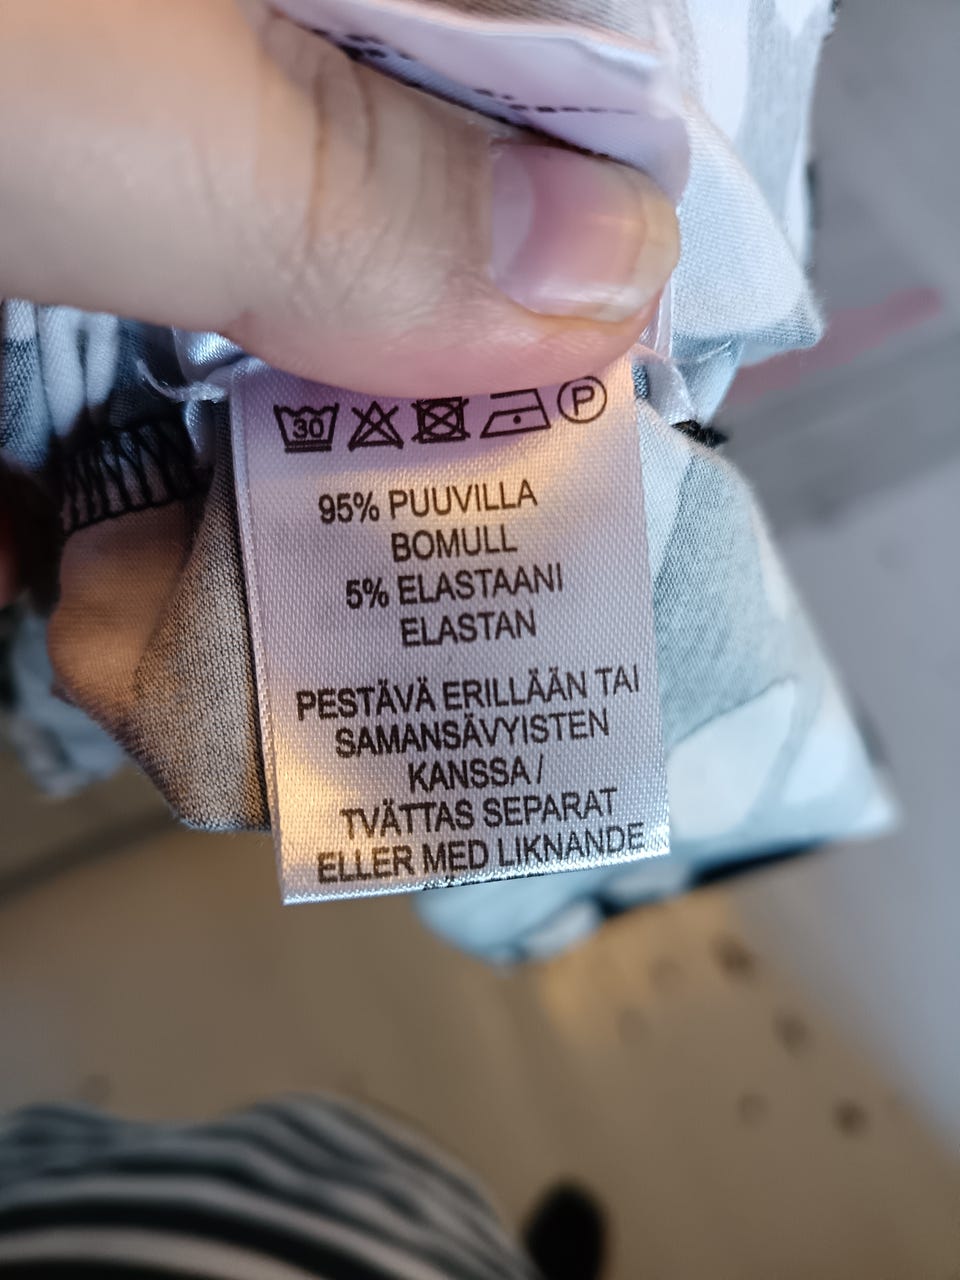 30 P
95% PUUVILLA
BOMULL
5% ELASTAANI
ELASTAN
PESTÄVÄ ERILLÄÄN TAI
SAMANSÄVYISTEN
KANSSA /
TVÄTTAS SEPARAT
ELLER MED LIKNANDE